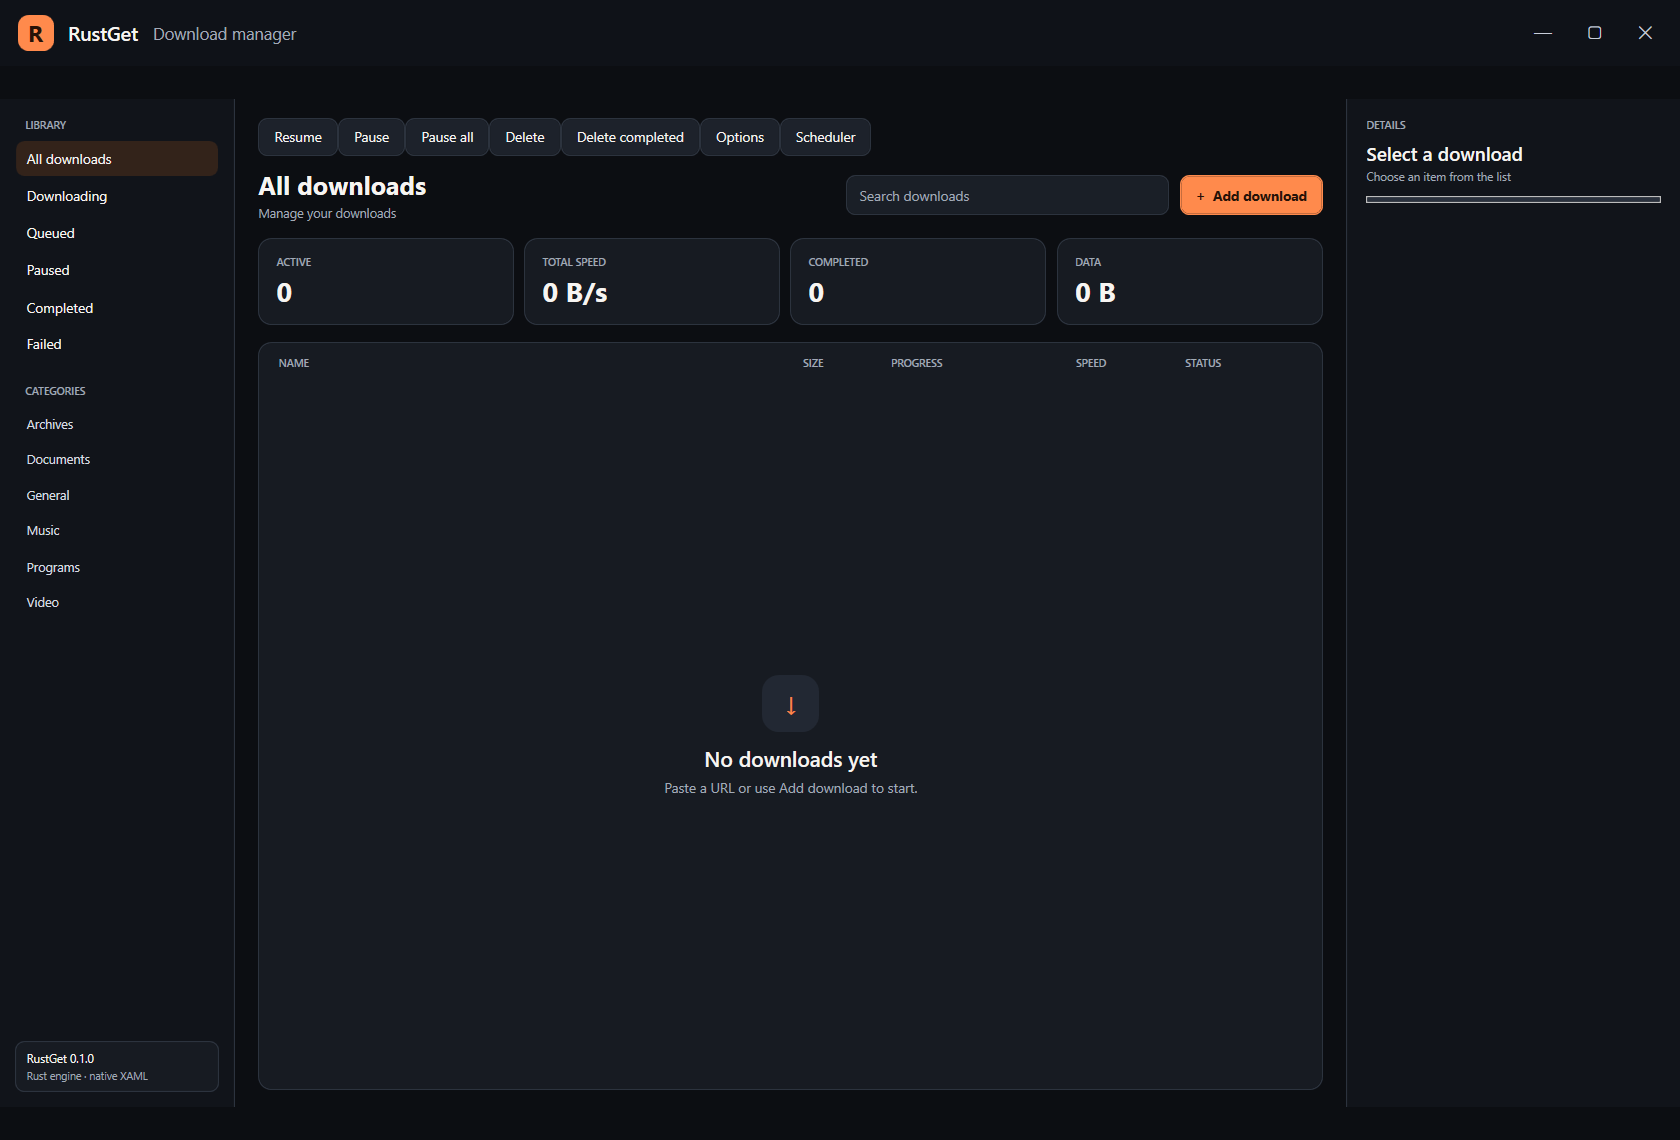 R RustGet Download manager
LIBRARY
All downloads
Downloading
Queued
Paused
Completed
Failed
CATEGORIES
Archives
Documents
General
Music
Programs
Video
RustGet 0.1.0
Rust engine · native XAML
Resume Pause Pause all Delete Delete completed Options Scheduler
All downloads
Manage your downloads
Search downloads
+ Add download
ACTIVE
0
TOTAL SPEED
0 B/s
COMPLETED
0
DATA
0 B
NAME SIZE PROGRESS SPEED STATUS
↓
No downloads yet
Paste a URL or use Add download to start.
DETAILS
Select a download
Choose an item from the list